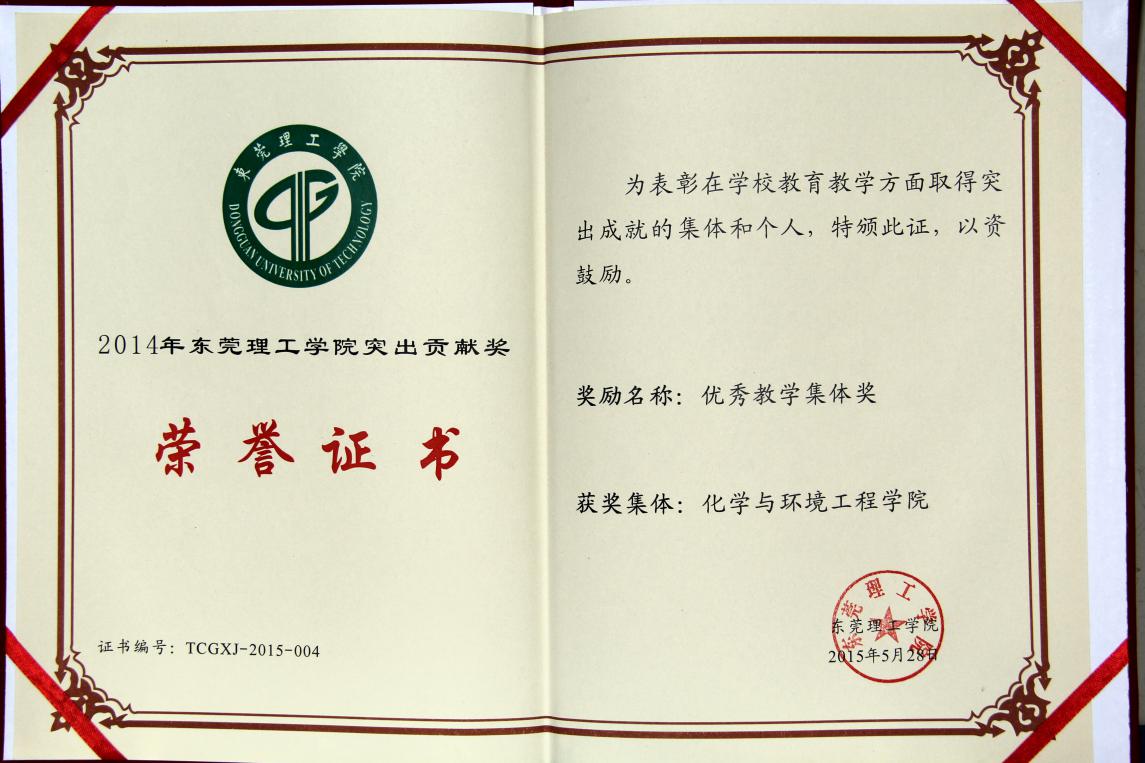 東莞理工學院
DONGGUAN UNIVERSITY OF TECHNOLOGY
2014年东莞理工学院突出贡献奖
荣誉证书
证书编号：TCGXJ-2015-004
为表彰在学校教育教学方面取得突
出成就的集体和个人，特颁此证，以资
鼓励。
奖励名称：优秀教学集体奖
获奖集体：化学与环境工程学院
东莞理工学院
东莞理工学院
2015年5月28日